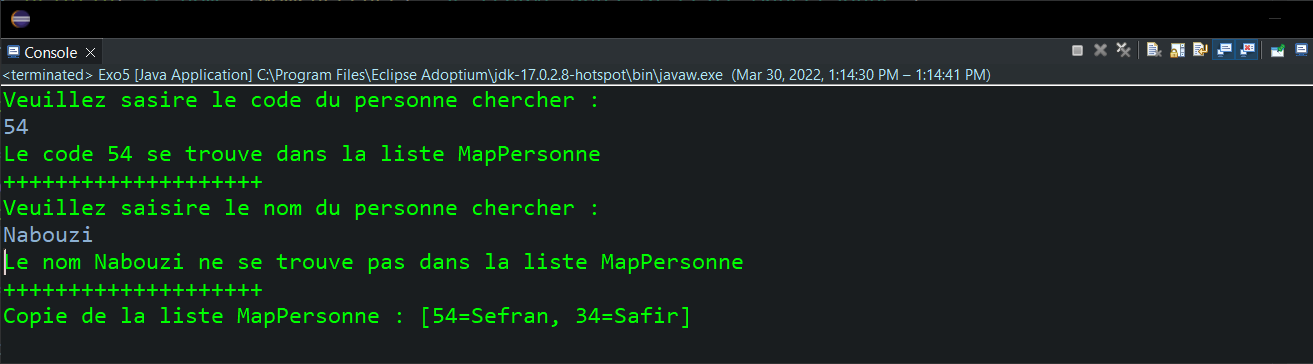 Console
<terminated> Exo5 [Java Application] C:\Program Files\Eclipse Adoptium\jdk-17.0.2.8-hotspot\bin\javaw.exe (Mar 30, 2022, 1:14:30 PM – 1:14:41 PM)
Veuillez sasire le code du personne chercher :
54
Le code 54 se trouve dans la liste MapPersonne
++++++++++++++++++++
Veuillez saisire le nom du personne chercher :
Nabouzi
Le nom Nabouzi ne se trouve pas dans la liste MapPersonne
++++++++++++++++++++
Copie de la liste MapPersonne : [54=Sefran, 34=Safir]